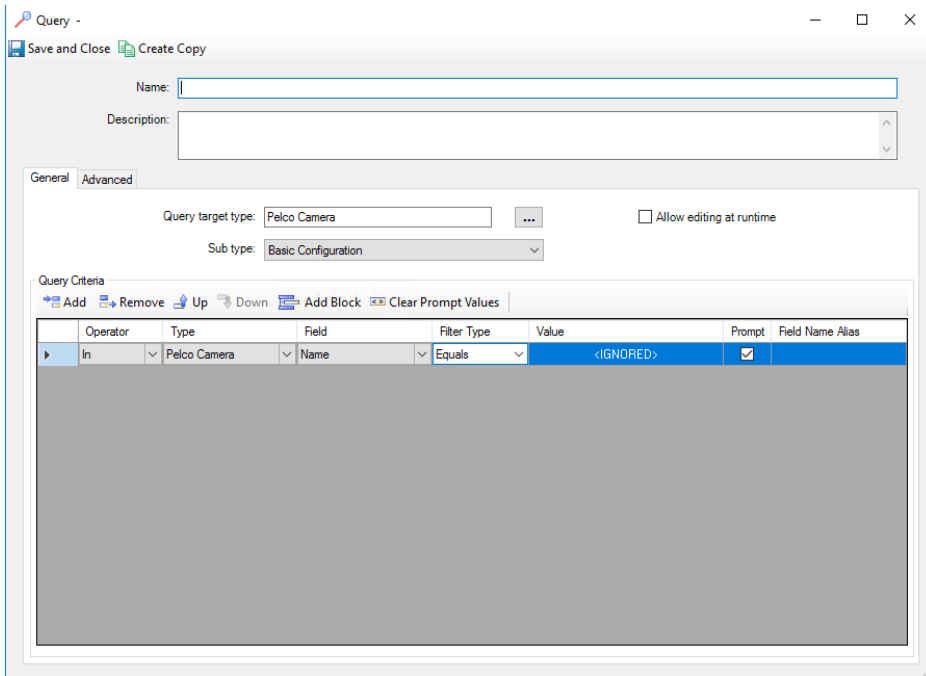 Query -
Save and Close Create Copy
Name:
Description:
General Advanced
Query target type: Pelco Camera ... Allow editing at runtime
Sub type: Basic Configuration
Query Criteria
Add Remove Up Down Add Block Clear Prompt Values
Operator Type Field Filter Type Value Prompt Field Name Alias
In Pelco Camera Name Equals <IGNORED>